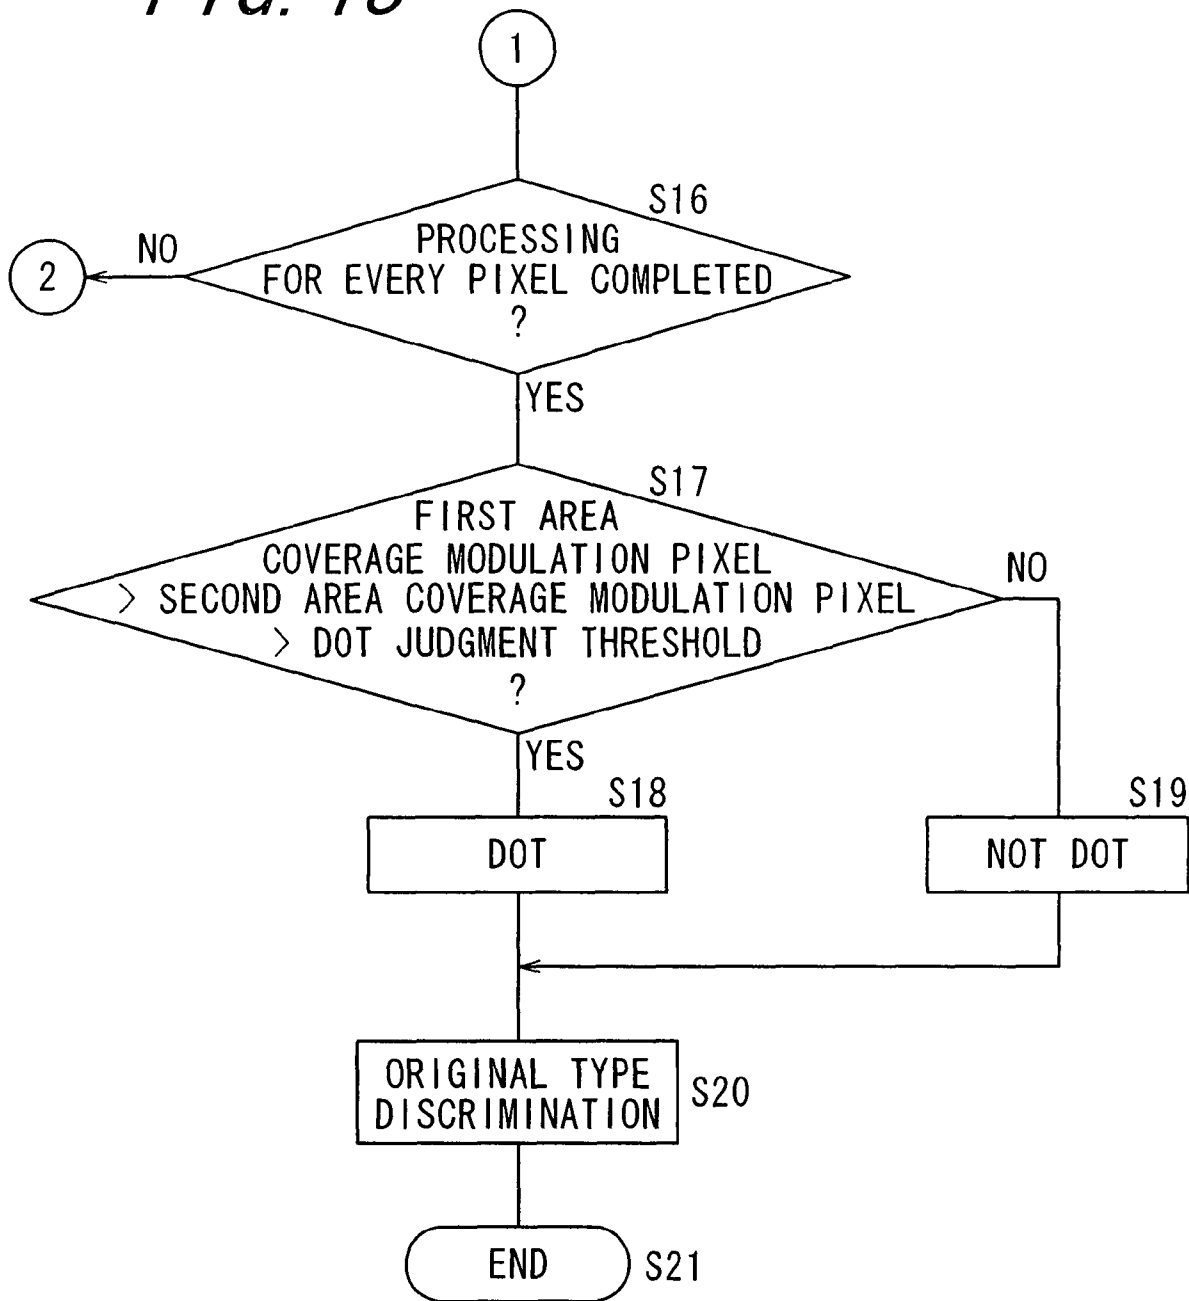 1
S16
PROCESSING
FOR EVERY PIXEL COMPLETED
?
NO
2
YES
S17
FIRST AREA
COVERAGE MODULATION PIXEL
> SECOND AREA COVERAGE MODULATION PIXEL
> DOT JUDGMENT THRESHOLD
?
NO
YES
S18
DOT
S19
NOT DOT
ORIGINAL TYPE
DISCRIMINATION
S20
END
S21